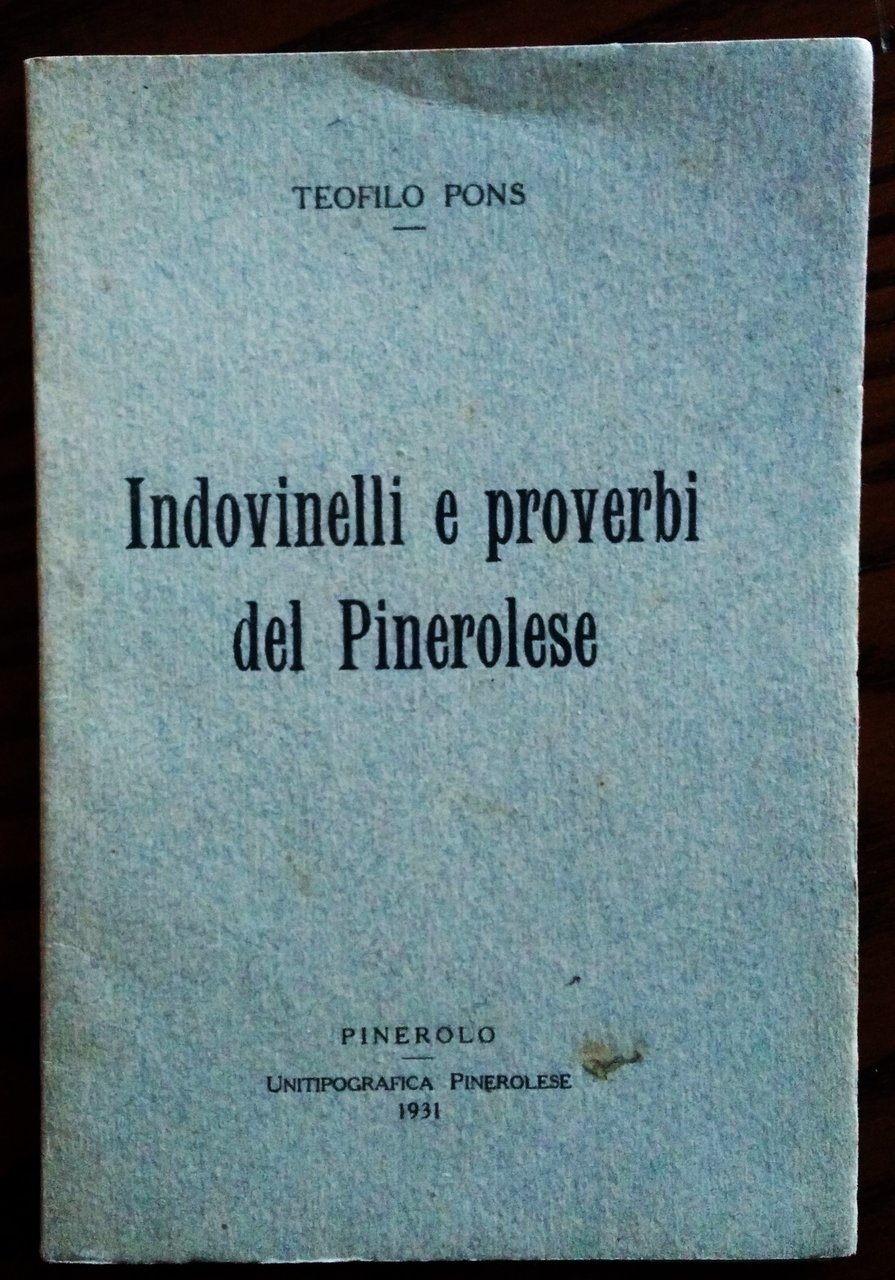 TEOFILO PONS
Indovinelli e proverbi
del Pinerolese
PINEROLO
UNITIPOGRAFICA PINEROLESE
1931